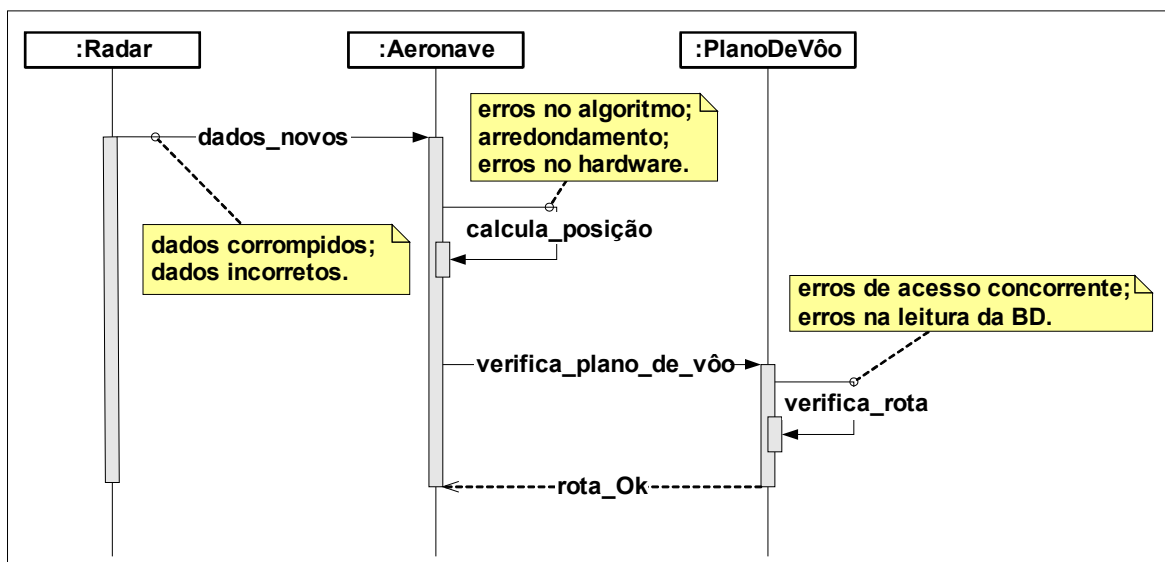 :Radar
:Aeronave
:PlanoDeVôo
erros no algoritmo;
arredondamento;
erros no hardware.
dados_novos
calcula_posição
dados corrompidos;
dados incorretos.
erros de acesso concorrente;
erros na leitura da BD.
verifica_plano_de_vôo
verifica_rota
rota_Ok